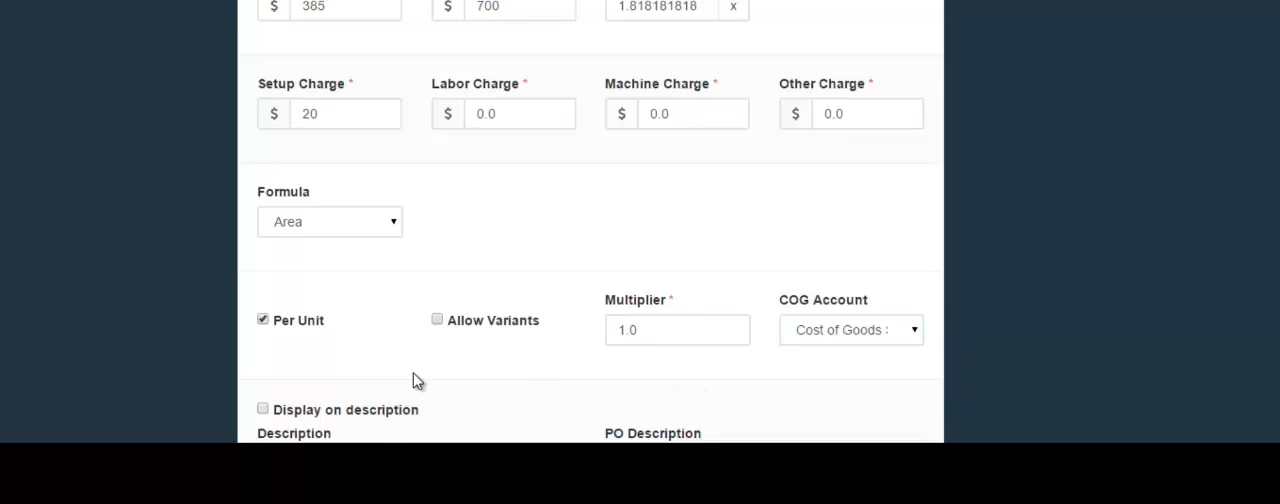 $ 385 $ 700 1.818181818 x
Setup Charge * Labor Charge * Machine Charge * Other Charge *
$ 20 $ 0.0 $ 0.0 $ 0.0
Formula
Area
Per Unit Allow Variants Multiplier * COG Account
1.0 Cost of Goods :
Display on description
Description PO Description